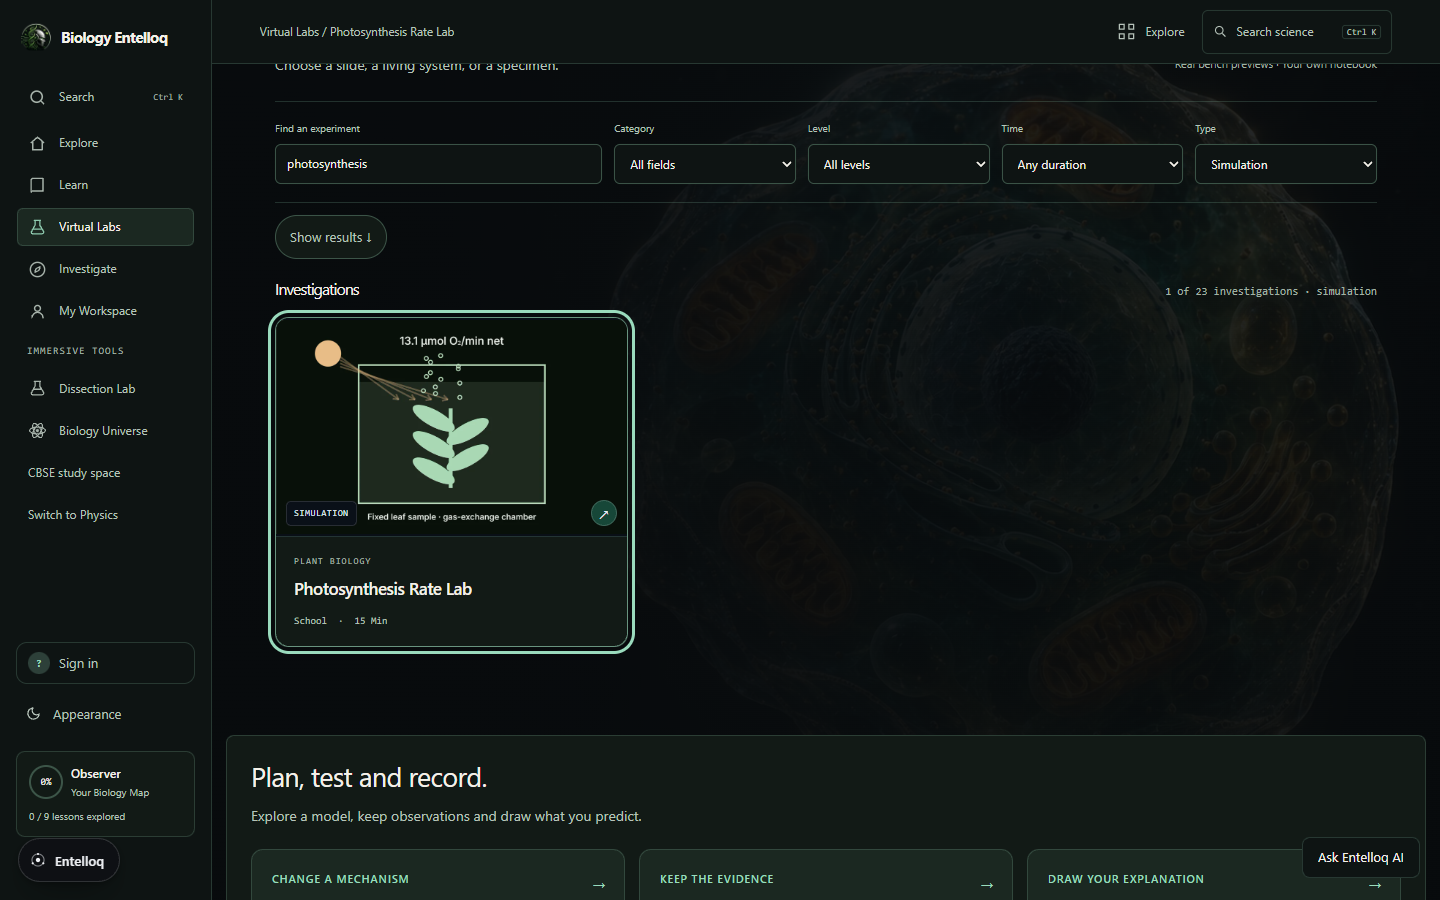 Biology Entelloq
Search Ctrl K
Explore
Learn
Virtual Labs
Investigate
My Workspace
IMMERSIVE TOOLS
Dissection Lab
Biology Universe
CBSE study space
Switch to Physics
? Sign in
Appearance
0% Observer
Your Biology Map
0 / 9 lessons explored
Entelloq
Virtual Labs / Photosynthesis Rate Lab
Explore
Search science Ctrl K
Choose a slide, a living system, or a specimen.
Real bench previews · Your own notebook
Find an experiment
photosynthesis
Category
All fields
Level
All levels
Time
Any duration
Type
Simulation
Show results ↓
Investigations
1 of 23 investigations · simulation
13.1 µmol O₂/min net
SIMULATION
Fixed leaf sample · gas-exchange chamber
↗
PLANT BIOLOGY
Photosynthesis Rate Lab
School · 15 Min
Plan, test and record.
Explore a model, keep observations and draw what you predict.
CHANGE A MECHANISM →
KEEP THE EVIDENCE →
DRAW YOUR EXPLANATION →
Ask Entelloq AI